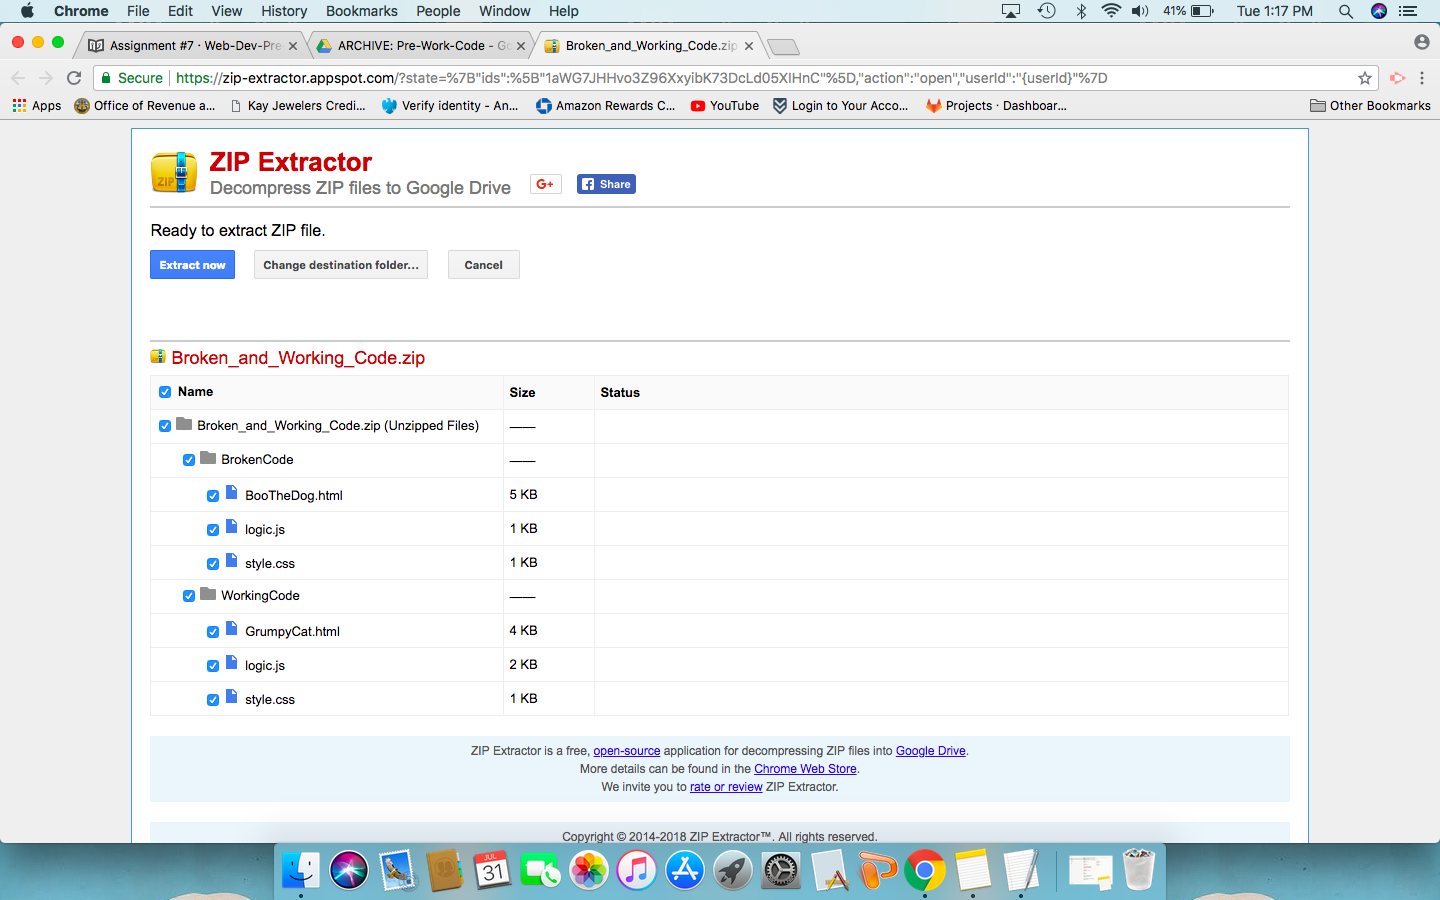 Chrome File Edit View History Bookmarks People Window Help 41% Tue 1:17 PM
Assignment #7 · Web-Dev-Pre ARCHIVE: Pre-Work-Code - Go Broken_and_Working_Code.zip
Secure https://zip-extractor.appspot.com/?state=%7B"ids":%5B"1aWG7JHHvo3Z96XxyibK73DcLd05XIHnC"%5D,"action":"open","userId":"{userId}"%7D
Apps Office of Revenue a... Kay Jewelers Credi... Verify identity - An... Amazon Rewards C... YouTube Login to Your Acco... Projects · Dashboar... Other Bookmarks
ZIP
ZIP Extractor
Decompress ZIP files to Google Drive G+ Share
Ready to extract ZIP file.
Extract now Change destination folder... Cancel
Broken_and_Working_Code.zip
Name Size Status
Broken_and_Working_Code.zip (Unzipped Files) ——
BrokenCode ——
BooTheDog.html 5 KB
logic.js 1 KB
style.css 1 KB
WorkingCode ——
GrumpyCat.html 4 KB
logic.js 2 KB
style.css 1 KB
ZIP Extractor is a free, open-source application for decompressing ZIP files into Google Drive.
More details can be found in the Chrome Web Store.
We invite you to rate or review ZIP Extractor.
Copyright © 2014-2018 ZIP Extractor™. All rights reserved.
JUL
31